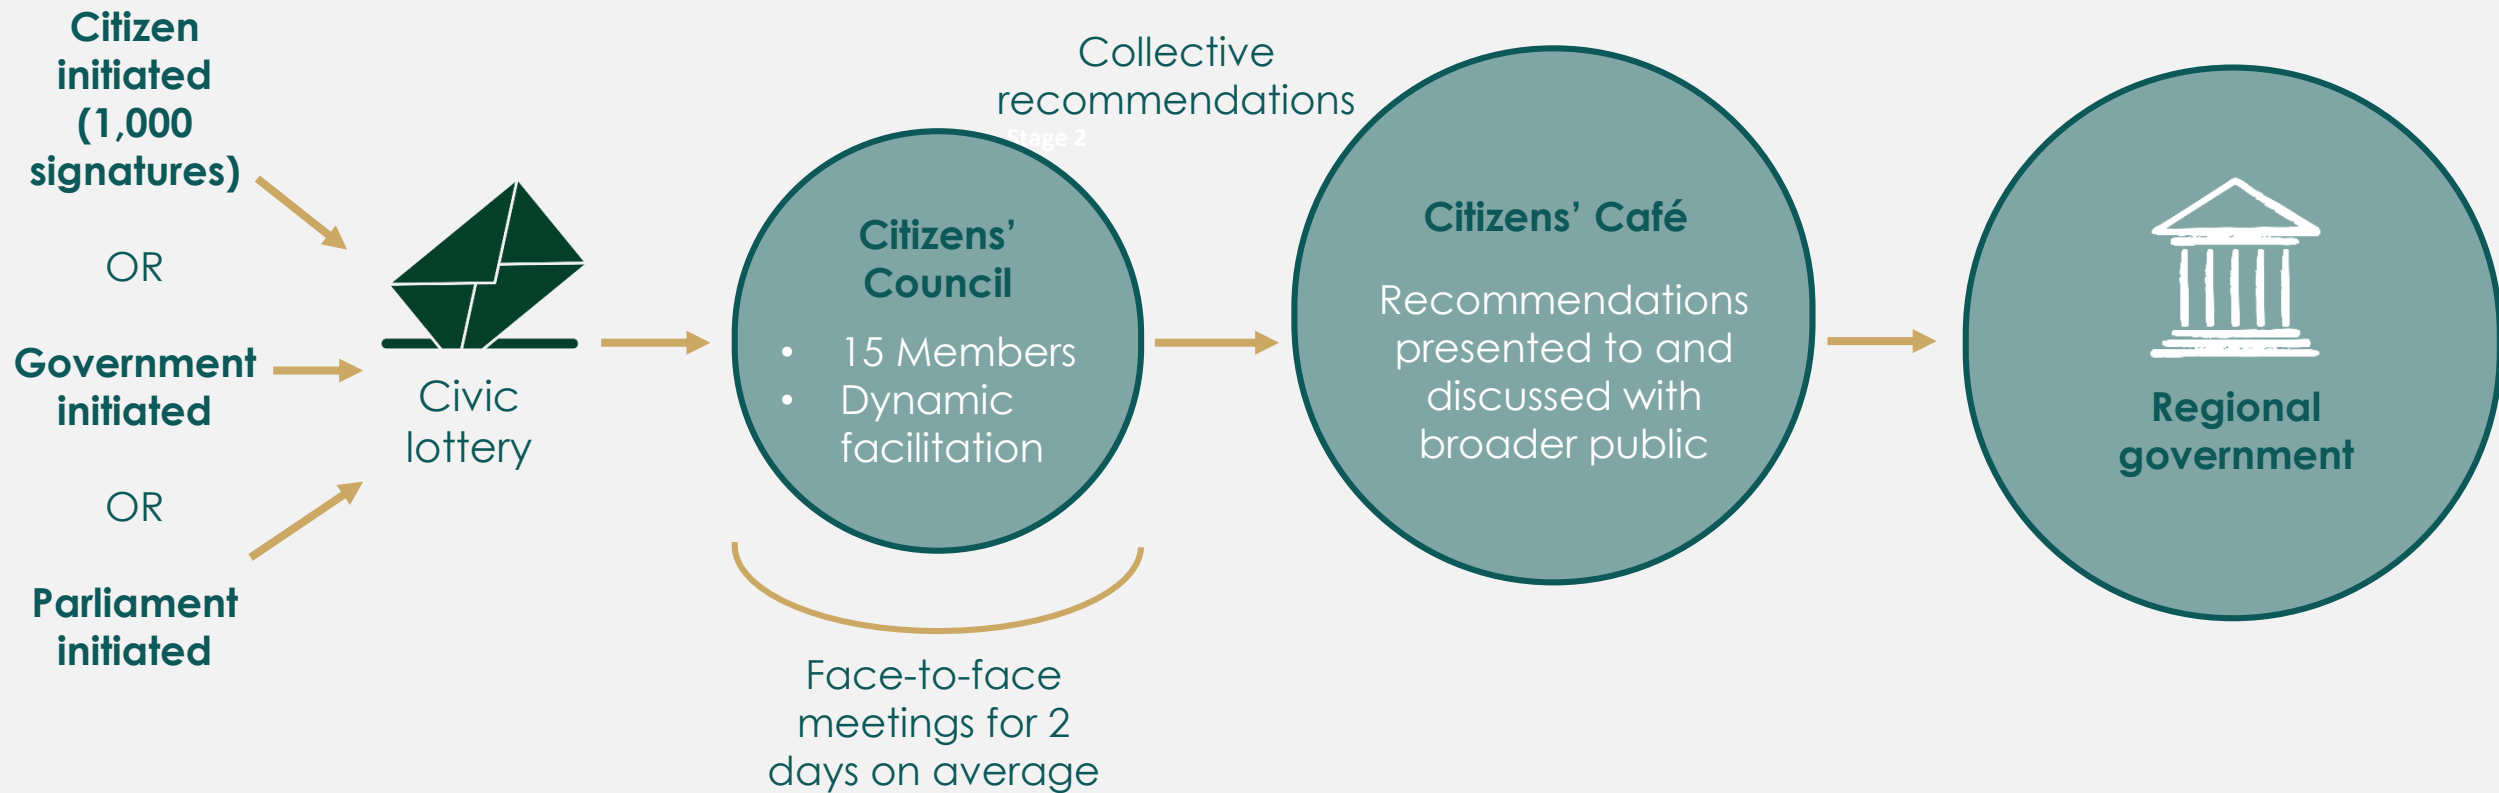 Citizen
initiated
(1,000
signatures)
OR
Government
initiated
OR
Parliament
initiated
Civic
lottery
Collective
recommendations
Stage 2
Citizens’
Council
• 15 Members
• Dynamic
facilitation
Face-to-face
meetings for 2
days on average
Citizens’ Café
Recommendations
presented to and
discussed with
broader public
Regional
government